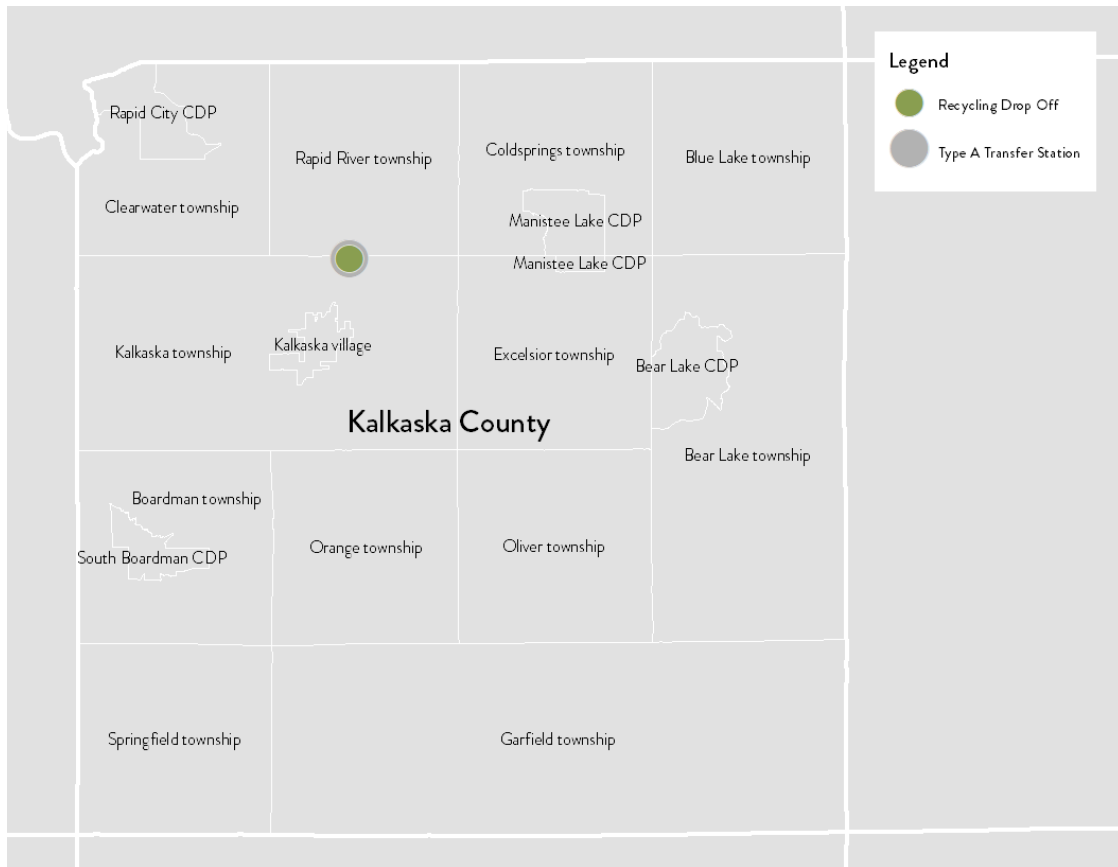 Legend
Recycling Drop Off
Type A Transfer Station
Rapid City CDP
Rapid River township
Coldsprings township
Blue Lake township
Clearwater township
Manistee Lake CDP
Manistee Lake CDP
Kalkaska township
Kalkaska village
Excelsior township
Bear Lake CDP
Kalkaska County
Bear Lake township
Boardman township
South Boardman CDP
Orange township
Oliver township
Springfield township
Garfield township